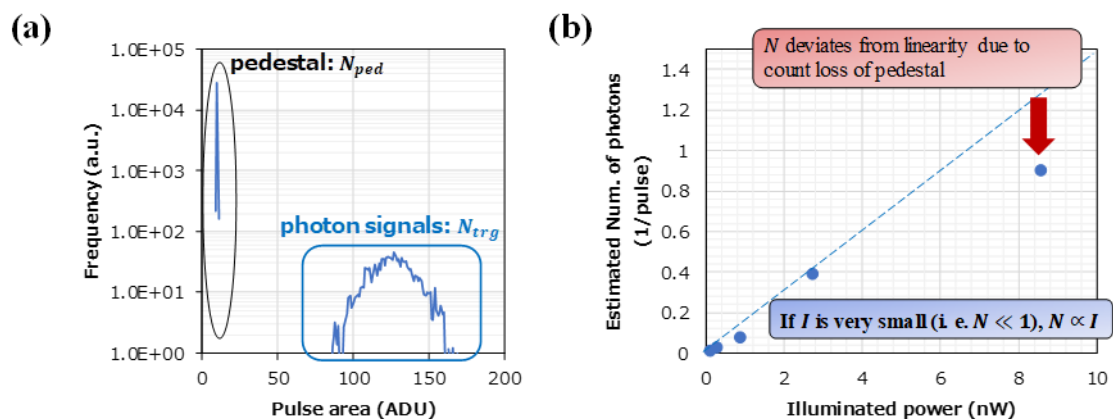 (a)
1.0E+05
1.0E+04
1.0E+03
1.0E+02
1.0E+01
1.0E+00
Frequency (a.u.)
pedestal: N_ped
photon signals: N_trg
0
50
100
150
200
Pulse area (ADU)
(b)
N deviates from linearity due to
count loss of pedestal
1.4
1.2
1
0.8
0.6
0.4
0.2
0
Estimated Num. of photons
(1/pulse)
If I is very small (i. e. N ≪ 1), N ∝ I
0
2
4
6
8
10
Illuminated power (nW)